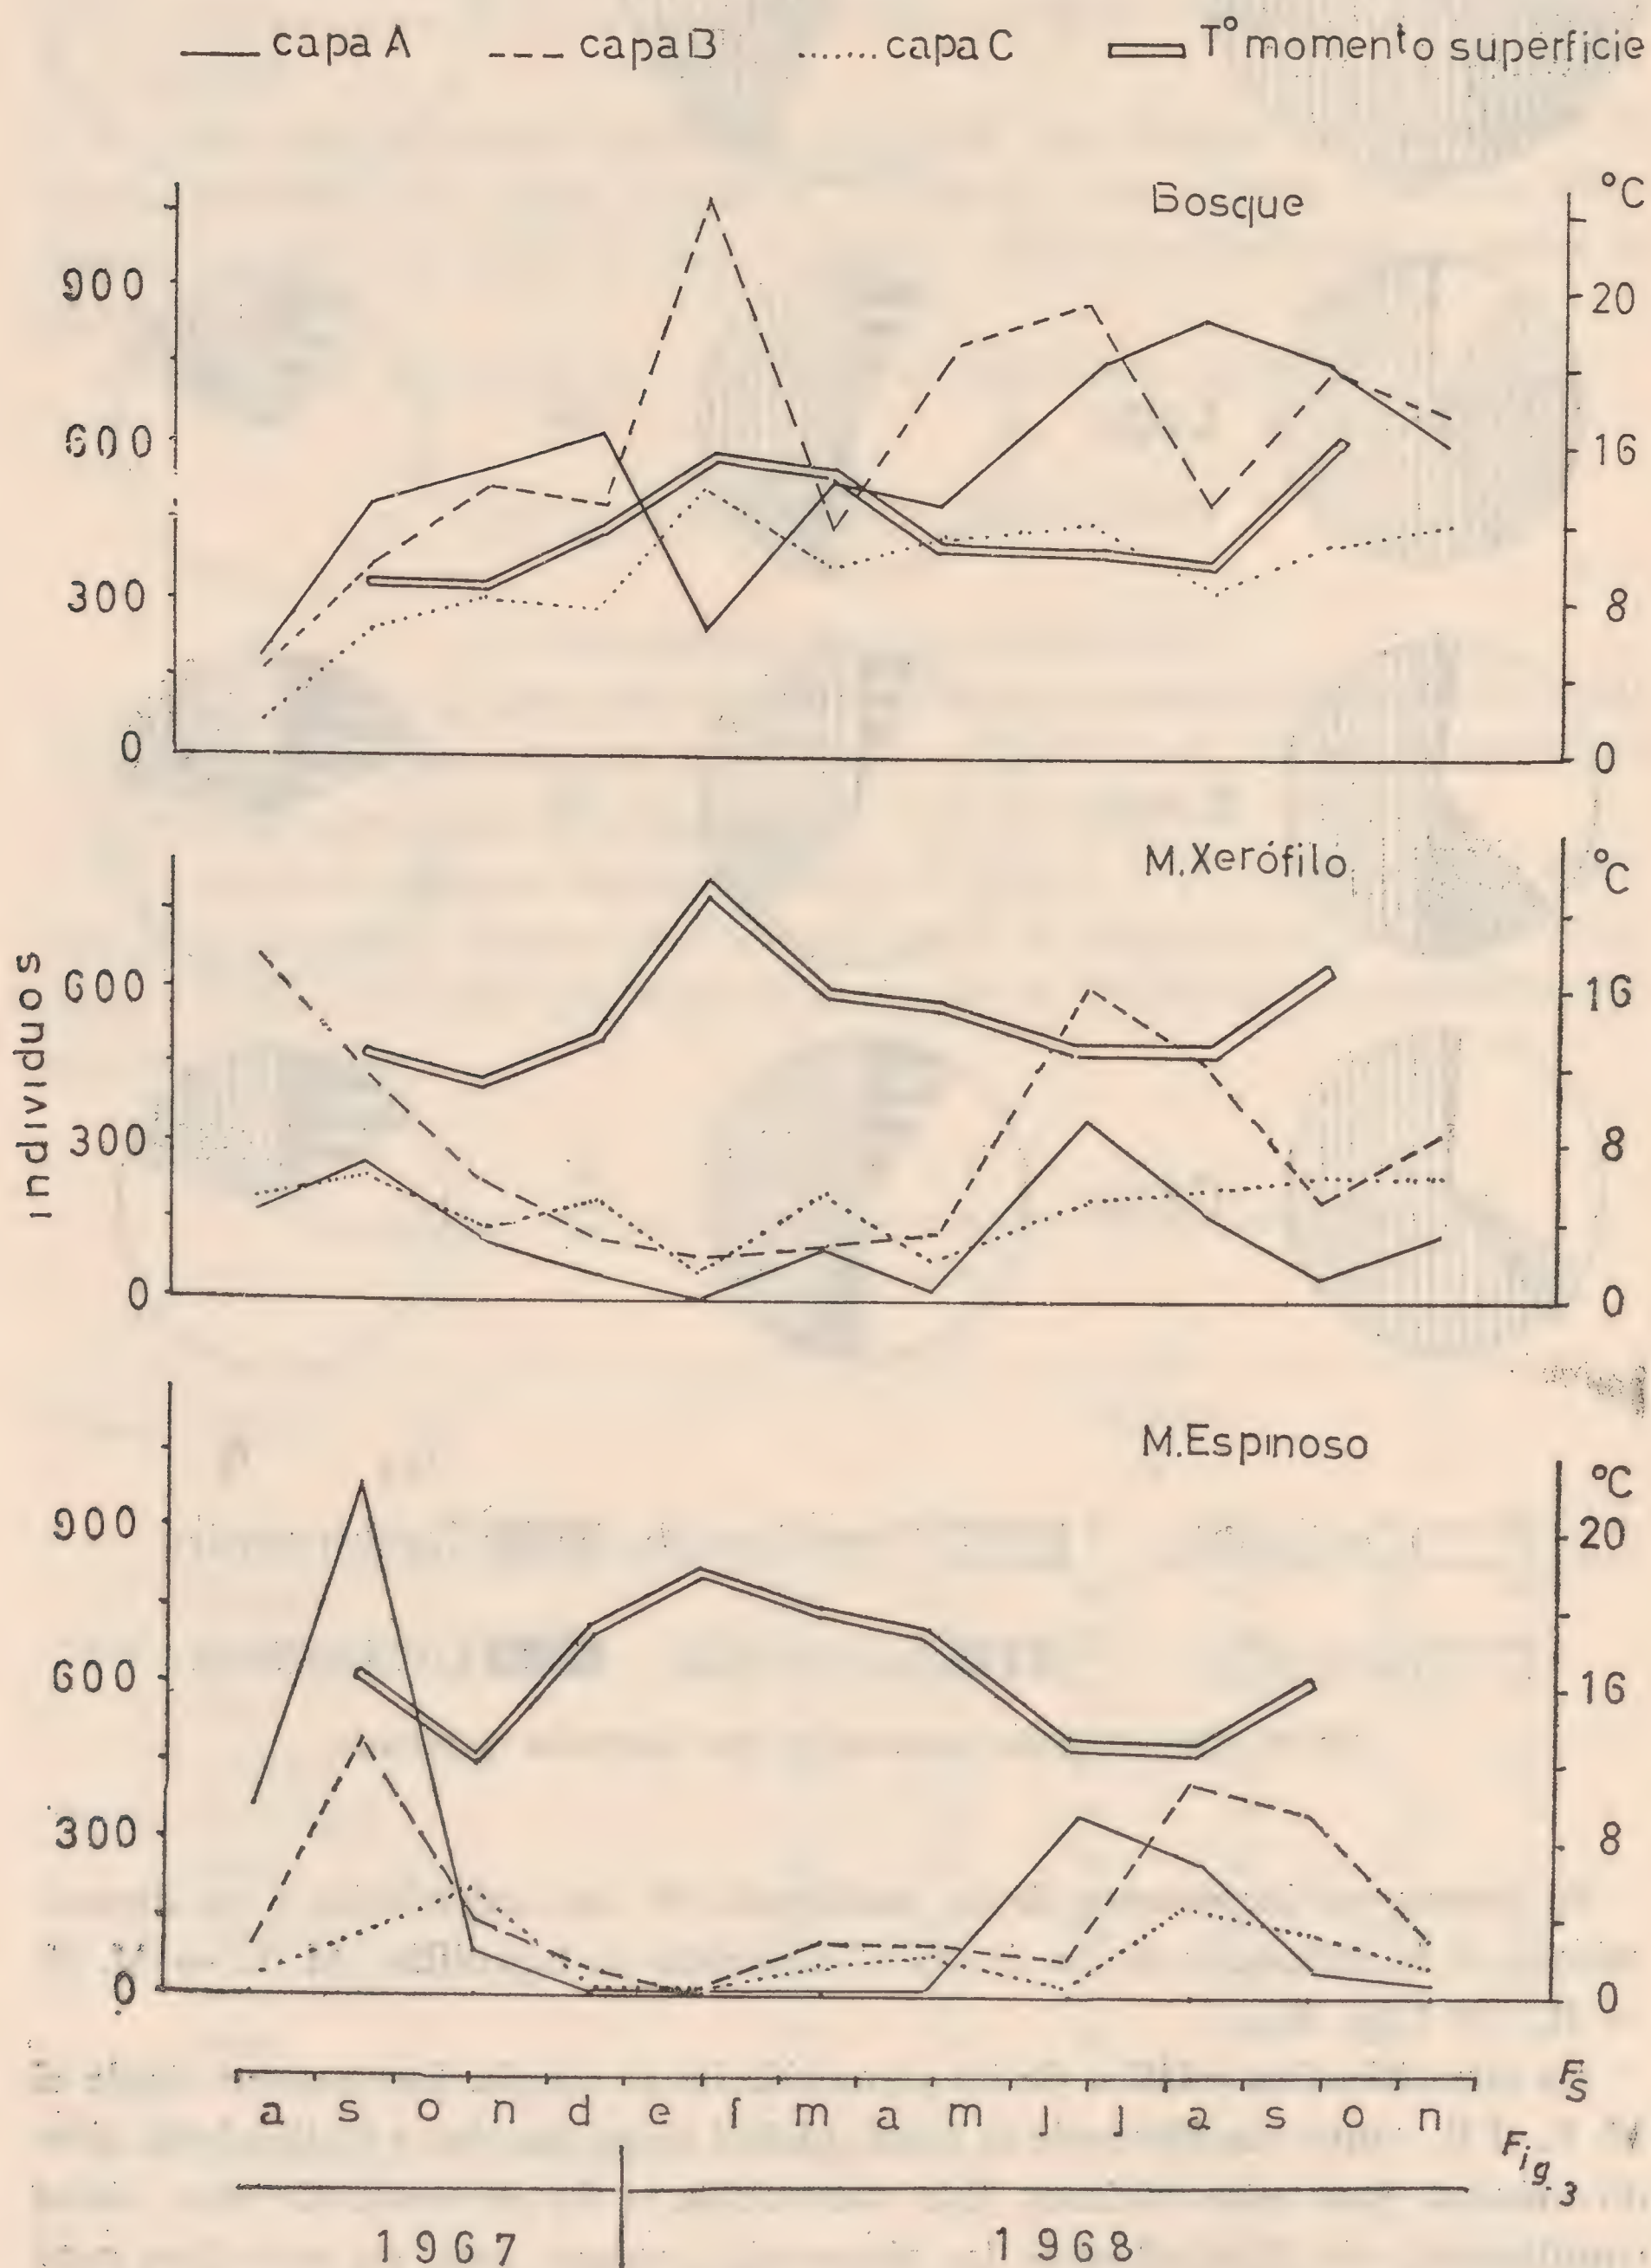 capa A capa B capa C T° momento superficie
Bosque
°C
900
600
300
0
20
16
8
0
M.Xerófilo
°C
Individuos
600
300
0
16
8
0
M.Espinoso
°C
900
600
300
0
20
16
8
0
a s o n d e f m a m j j a s o n
FS
Fig.3
1967 1968